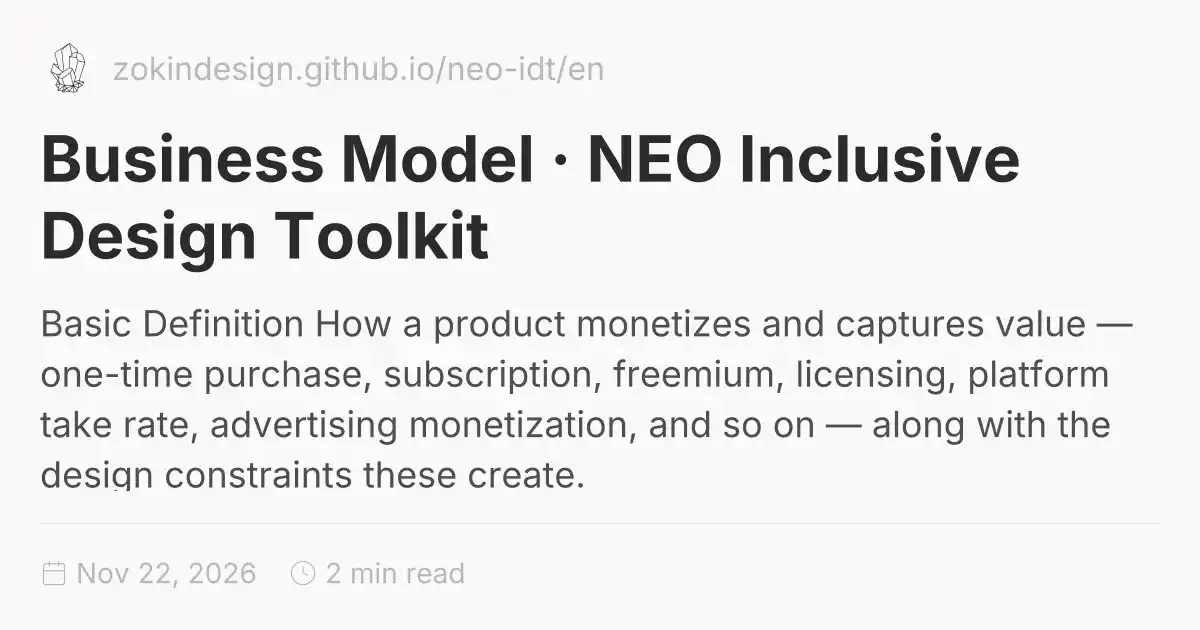 zokindesign.github.io/neo-idt/en
Business Model · NEO Inclusive
Design Toolkit
Basic Definition How a product monetizes and captures value —
one-time purchase, subscription, freemium, licensing, platform
take rate, advertising monetization, and so on — along with the
design constraints these create.
Nov 22, 2026 2 min read